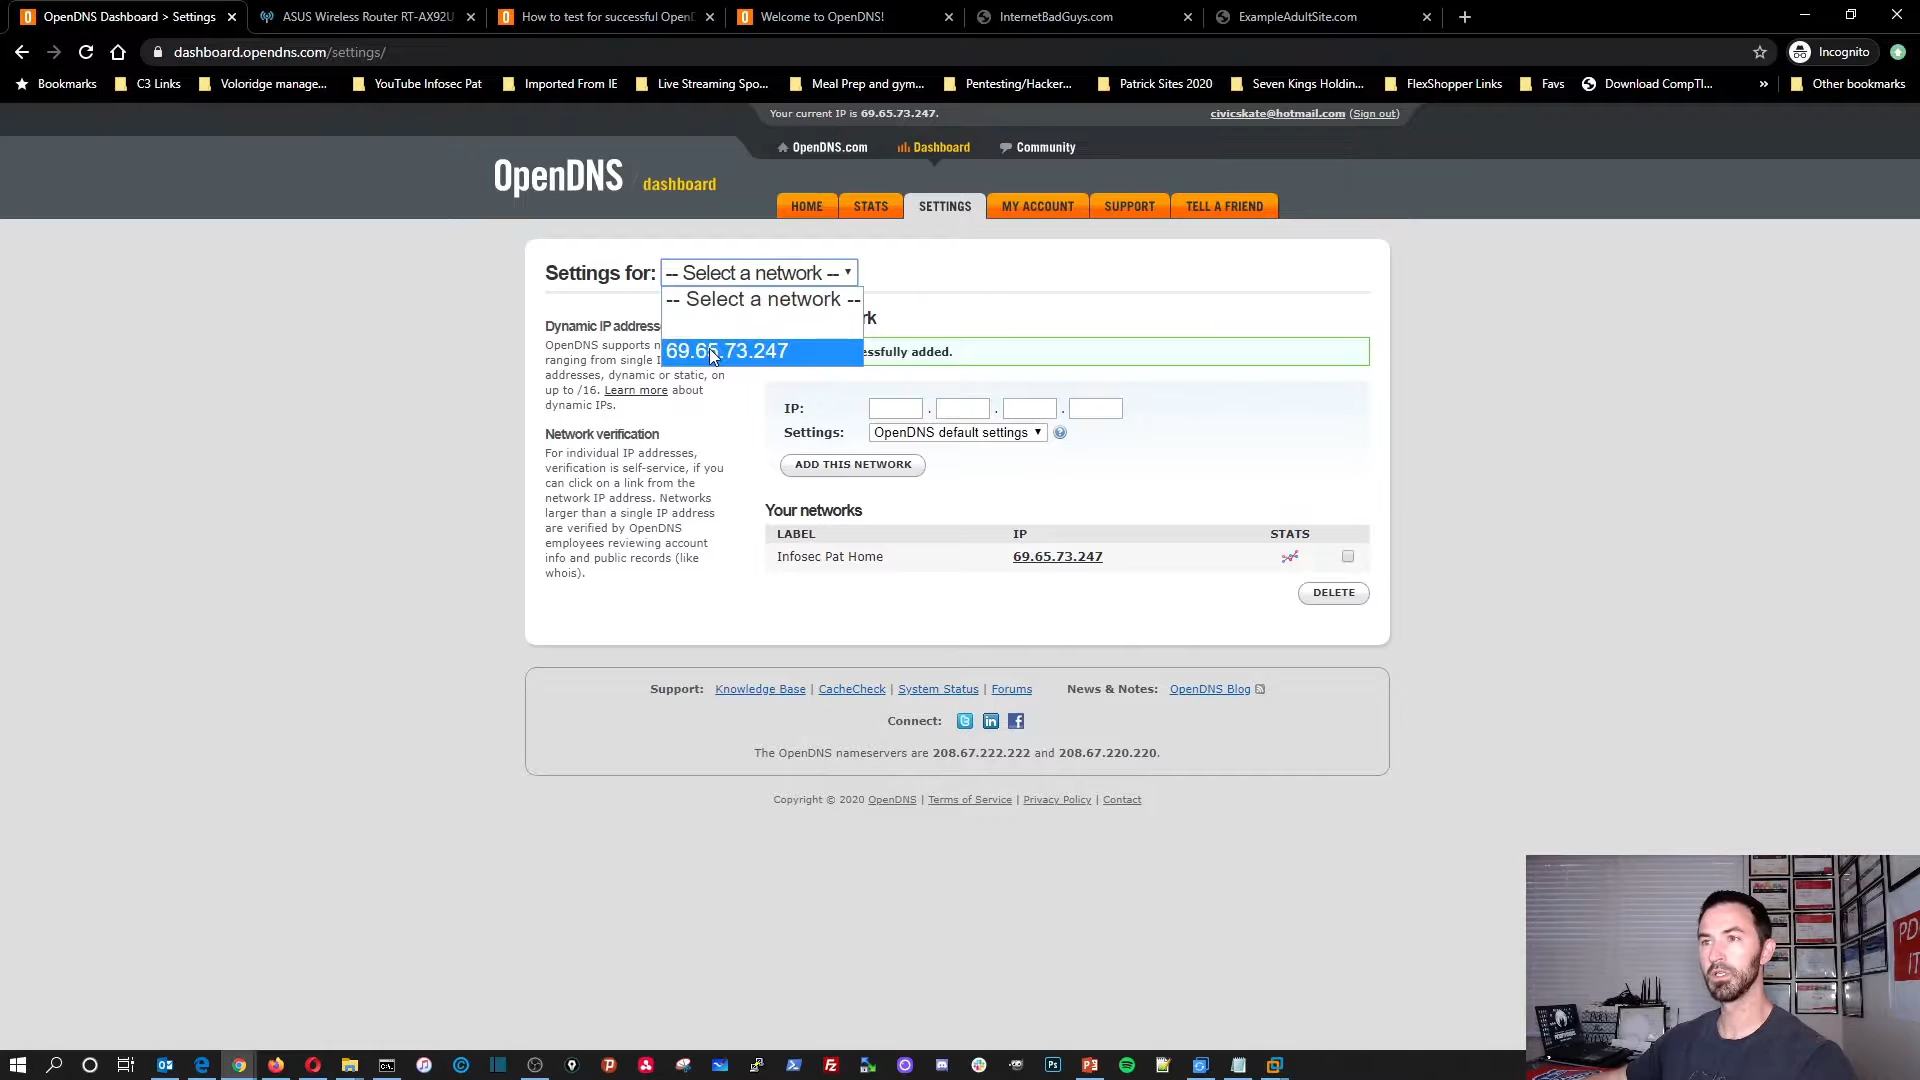 OpenDNS Dashboard > Settings
ASUS Wireless Router RT-AX92U
How to test for successful Open
Welcome to OpenDNS!
InternetBadGuys.com
ExampleAdultSite.com
dashboard.opendns.com/settings/
Incognito
Bookmarks
C3 Links
Voloridge manage...
YouTube Infosec Pat
Imported From IE
Live Streaming Spo...
Meal Prep and gym...
Pentesting/Hacker...
Patrick Sites 2020
Seven Kings Holdin...
FlexShopper Links
Favs
Download CompTI...
»
Other bookmarks
Your current IP is 69.65.73.247.
civicskate@hotmail.com (Sign out)
OpenDNS.com
Dashboard
Community
OpenDNS dashboard
HOME
STATS
SETTINGS
MY ACCOUNT
SUPPORT
TELL A FRIEND
Settings for: -- Select a network --
-- Select a network --
69.65.73.247
Dynamic IP addresse
OpenDNS supports n
ranging from single I
addresses, dynamic or static, on
up to /16. Learn more about
dynamic IPs.
Network verification
For individual IP addresses,
verification is self-service, if you
can click on a link from the
network IP address. Networks
larger than a single IP address
are verified by OpenDNS
employees reviewing account
info and public records (like
whois).
rk
essfully added.
IP: . . .
Settings: OpenDNS default settings
ADD THIS NETWORK
Your networks
LABEL IP STATS
Infosec Pat Home 69.65.73.247
DELETE
Support: Knowledge Base | CacheCheck | System Status | Forums News & Notes: OpenDNS Blog
Connect:
The OpenDNS nameservers are 208.67.222.222 and 208.67.220.220.
Copyright © 2020 OpenDNS | Terms of Service | Privacy Policy | Contact